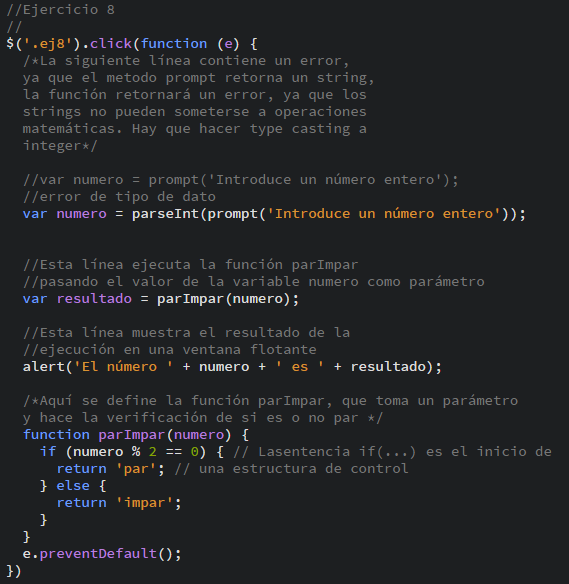 //Ejercicio 8
//
$('.ej8').click(function (e) {
  /*La siguiente línea contiene un error,
  ya que el metodo prompt retorna un string,
  la función retornará un error, ya que los
  strings no pueden someterse a operaciones
  matemáticas. Hay que hacer type casting a
  integer*/

  //var numero = prompt('Introduce un número entero');
  //error de tipo de dato
  var numero = parseInt(prompt('Introduce un número entero'));


  //Esta línea ejecuta la función parImpar
  //pasando el valor de la variable numero como parámetro
  var resultado = parImpar(numero);

  //Esta línea muestra el resultado de la
  //ejecución en una ventana flotante
  alert('El número ' + numero + ' es ' + resultado);

  /*Aquí se define la función parImpar, que toma un parámetro
  y hace la verificación de si es o no par */
  function parImpar(numero) {
    if (numero % 2 == 0) { // Lasentencia if(...) es el inicio de
      return 'par'; // una estructura de control
    } else {
      return 'impar';
    }
  }
  e.preventDefault();
})